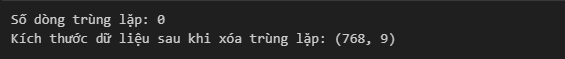 Số dòng trùng lặp: 0
Kích thước dữ liệu sau khi xóa trùng lặp: (768, 9)